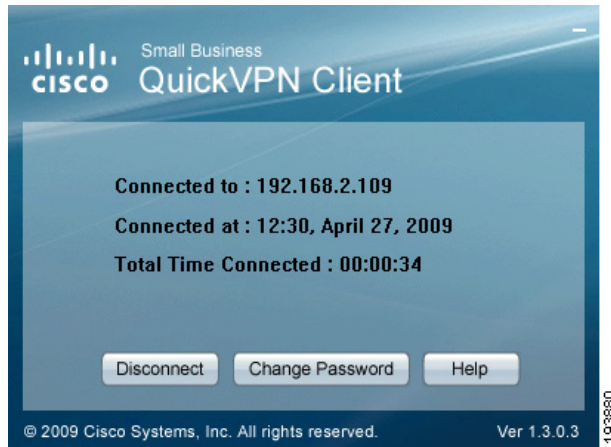 Small Business
CISCO QuickVPN Client
Connected to : 192.168.2.109
Connected at : 12:30, April 27, 2009
Total Time Connected : 00:00:34
Disconnect Change Password Help
© 2009 Cisco Systems, Inc. All rights reserved. Ver 1.3.0.3
193880